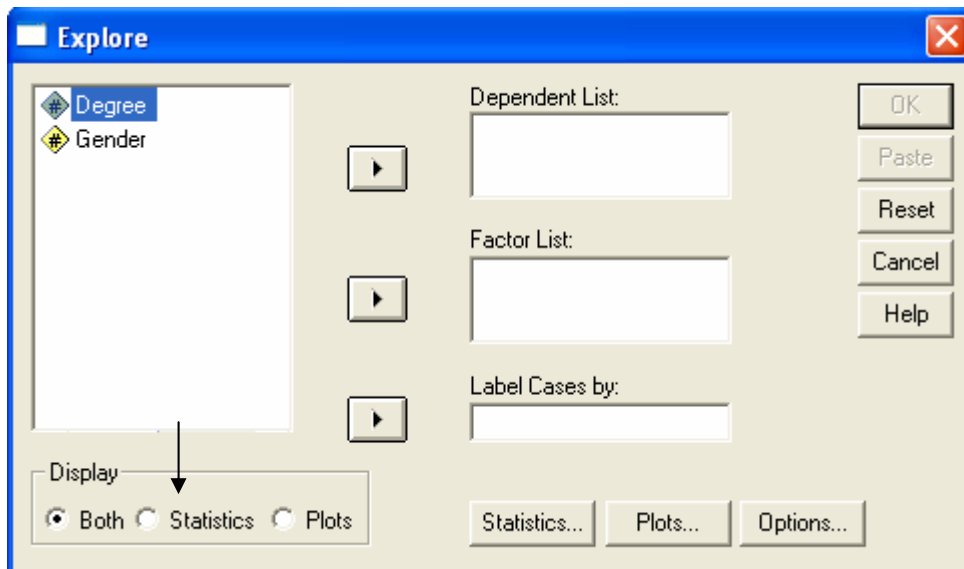 Explore
# Degree
# Gender
Dependent List:
Factor List:
Label Cases by:
OK
Paste
Reset
Cancel
Help
Display
Both Statistics Plots
Statistics... Plots... Options...